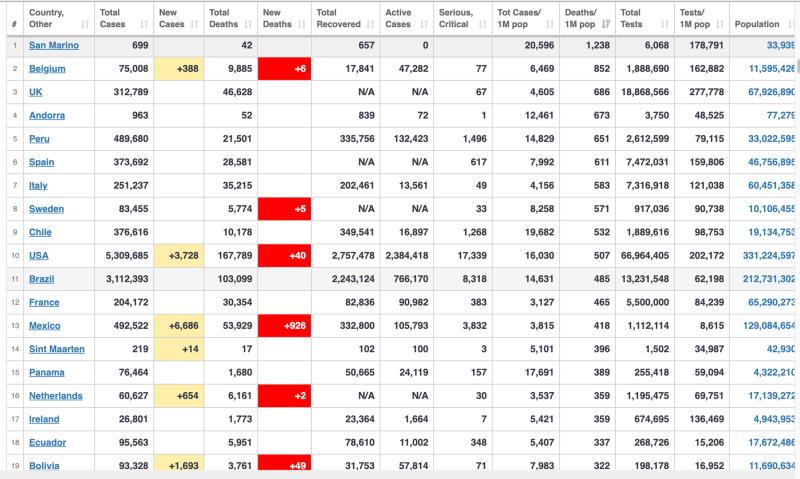 # Country, Other Total Cases New Cases Total Deaths New Deaths Total Recovered Active Cases Serious, Critical Tot Cases/ 1M pop Deaths/ 1M pop Total Tests Tests/ 1M pop Population
1 San Marino 699 42 657 0 20,596 1,238 6,068 178,791 33,939
2 Belgium 75,008 +388 9,885 +6 17,841 47,282 77 6,469 852 1,888,690 162,882 11,595,426
3 UK 312,789 46,628 N/A N/A 67 4,605 686 18,868,566 277,778 67,926,890
4 Andorra 963 52 839 72 1 12,461 673 3,750 48,525 77,279
5 Peru 489,680 21,501 335,756 132,423 1,496 14,829 651 2,612,599 79,115 33,022,595
6 Spain 373,692 28,581 N/A N/A 617 7,992 611 7,472,031 159,806 46,756,895
7 Italy 251,237 35,215 202,461 13,561 49 4,156 583 7,316,918 121,038 60,451,358
8 Sweden 83,455 5,774 +5 N/A N/A 33 8,258 571 917,036 90,738 10,106,455
9 Chile 376,616 10,178 349,541 16,897 1,268 19,682 532 1,889,616 98,753 19,134,753
10 USA 5,309,685 +3,728 167,789 +40 2,757,478 2,384,418 17,339 16,030 507 66,964,405 202,172 331,224,597
11 Brazil 3,112,393 103,099 2,243,124 766,170 8,318 14,631 485 13,231,548 62,198 212,731,302
12 France 204,172 30,354 82,836 90,982 383 3,127 465 5,500,000 84,239 65,290,273
13 Mexico 492,522 +6,686 53,929 +926 332,800 105,793 3,832 3,815 418 1,112,114 8,615 129,084,654
14 Sint Maarten 219 +14 17 102 100 3 5,101 396 1,502 34,987 42,930
15 Panama 76,464 1,680 50,665 24,119 157 17,691 389 255,418 59,094 4,322,210
16 Netherlands 60,627 +654 6,161 +2 N/A N/A 30 3,537 359 1,195,475 69,751 17,139,272
17 Ireland 26,801 1,773 23,364 1,664 7 5,421 359 674,695 136,469 4,943,953
18 Ecuador 95,563 5,951 78,610 11,002 348 5,407 337 268,726 15,206 17,672,486
19 Bolivia 93,328 +1,693 3,761 +49 31,753 57,814 71 7,983 322 198,178 16,952 11,690,634